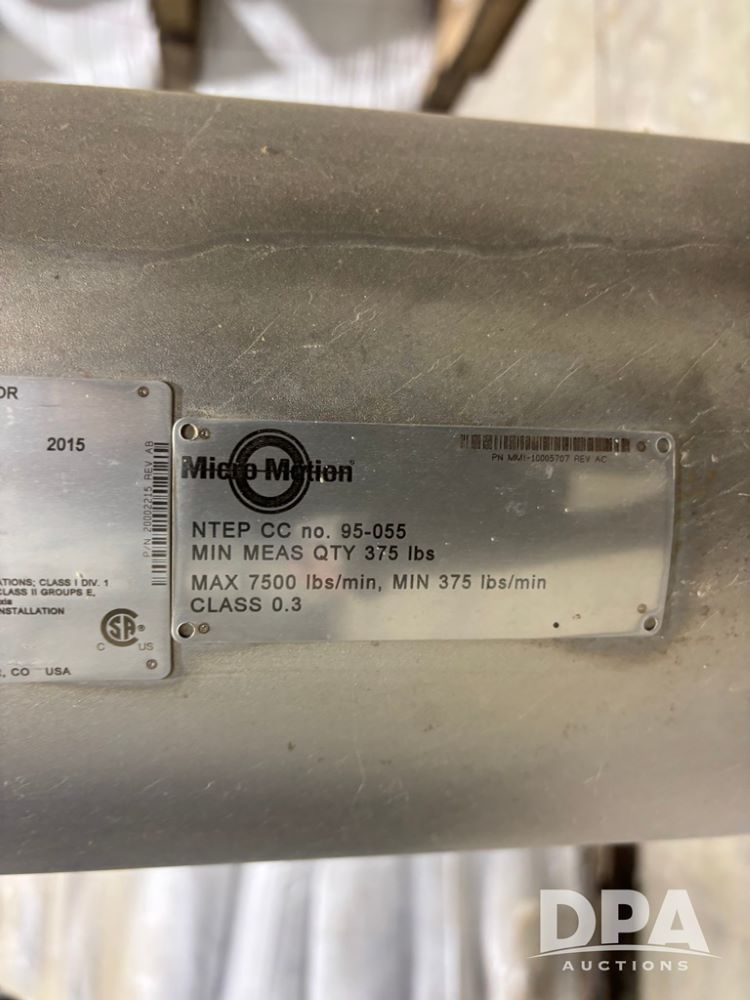 OR
2015
P/N 20002215 REV AB
ATIONS; CLASS I DIV. 1
CLASS II GROUPS E,
INSTALLATION
CSA®
C US
R, CO USA
Micro Motion®
PN MMI-10005707 REV AC
NTEP CC no. 95-055
MIN MEAS QTY 375 lbs
MAX 7500 lbs/min, MIN 375 lbs/min
CLASS 0.3
DPA
AUCTIONS